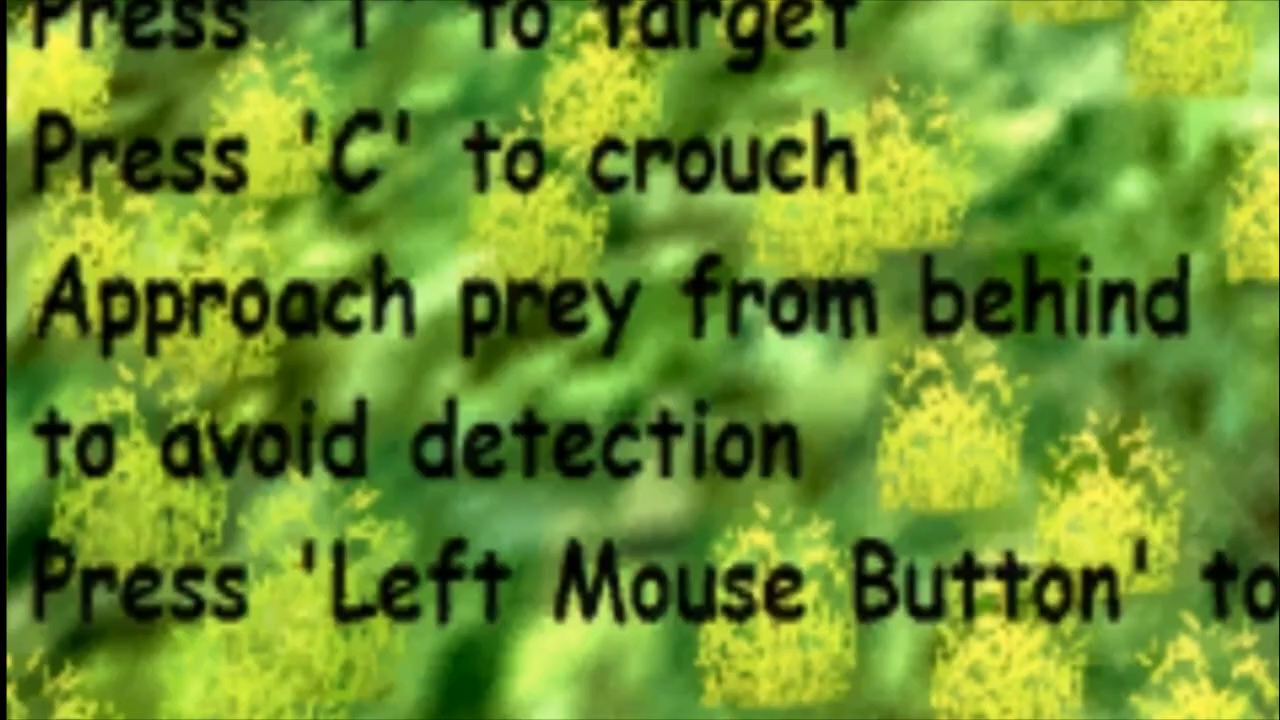 Press 'T' to target
Press 'C' to crouch
Approach prey from behind
to avoid detection
Press 'Left Mouse Button' to